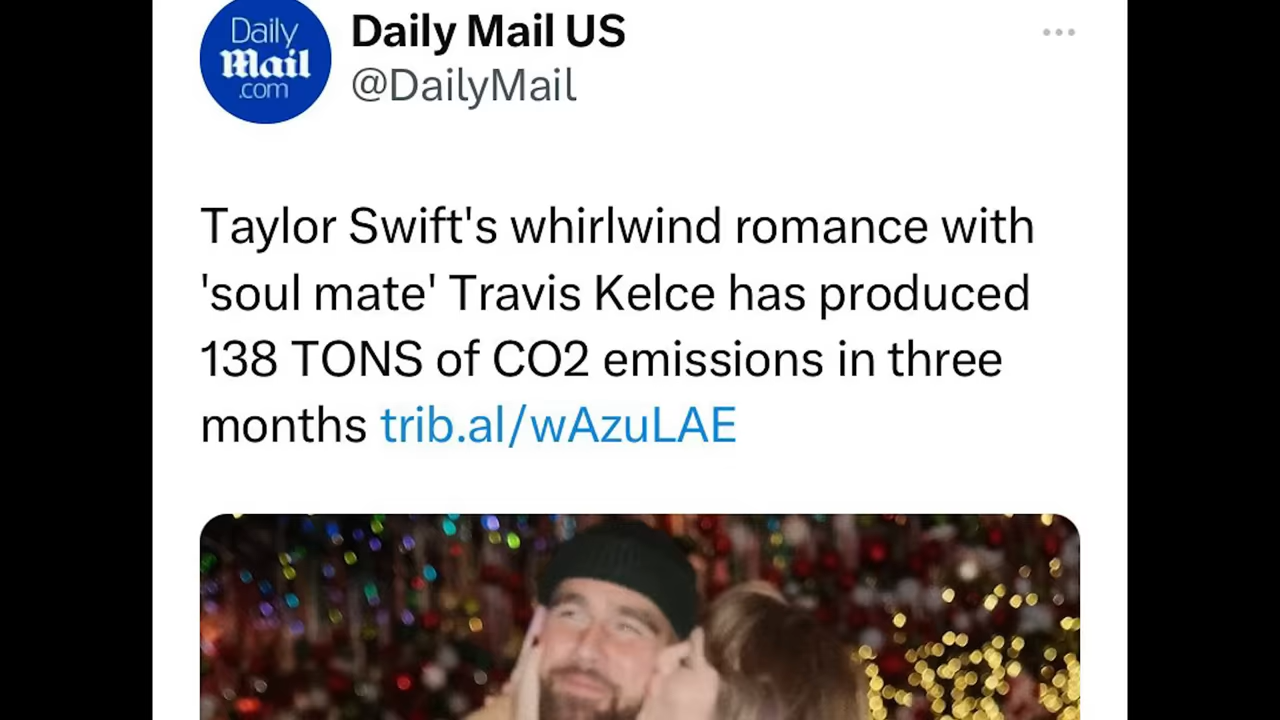 Daily
Mail
.com
Daily Mail US
@DailyMail
Taylor Swift's whirlwind romance with
'soul mate' Travis Kelce has produced
138 TONS of CO2 emissions in three
months trib.al/wAzuLAE